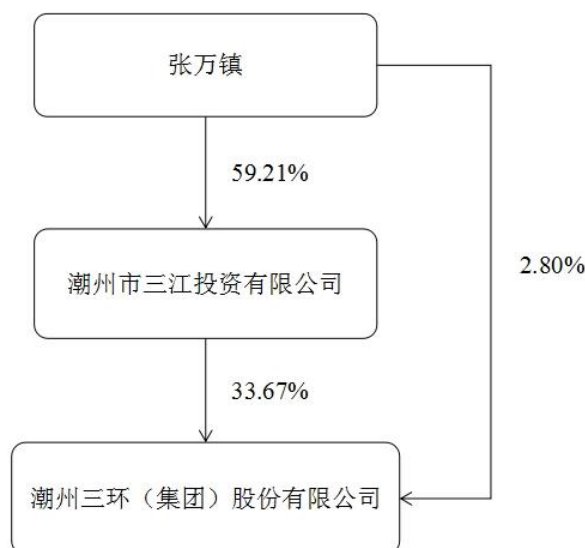 张万镇
59.21%
潮州市三江投资有限公司
2.80%
33.67%
潮州三环（集团）股份有限公司